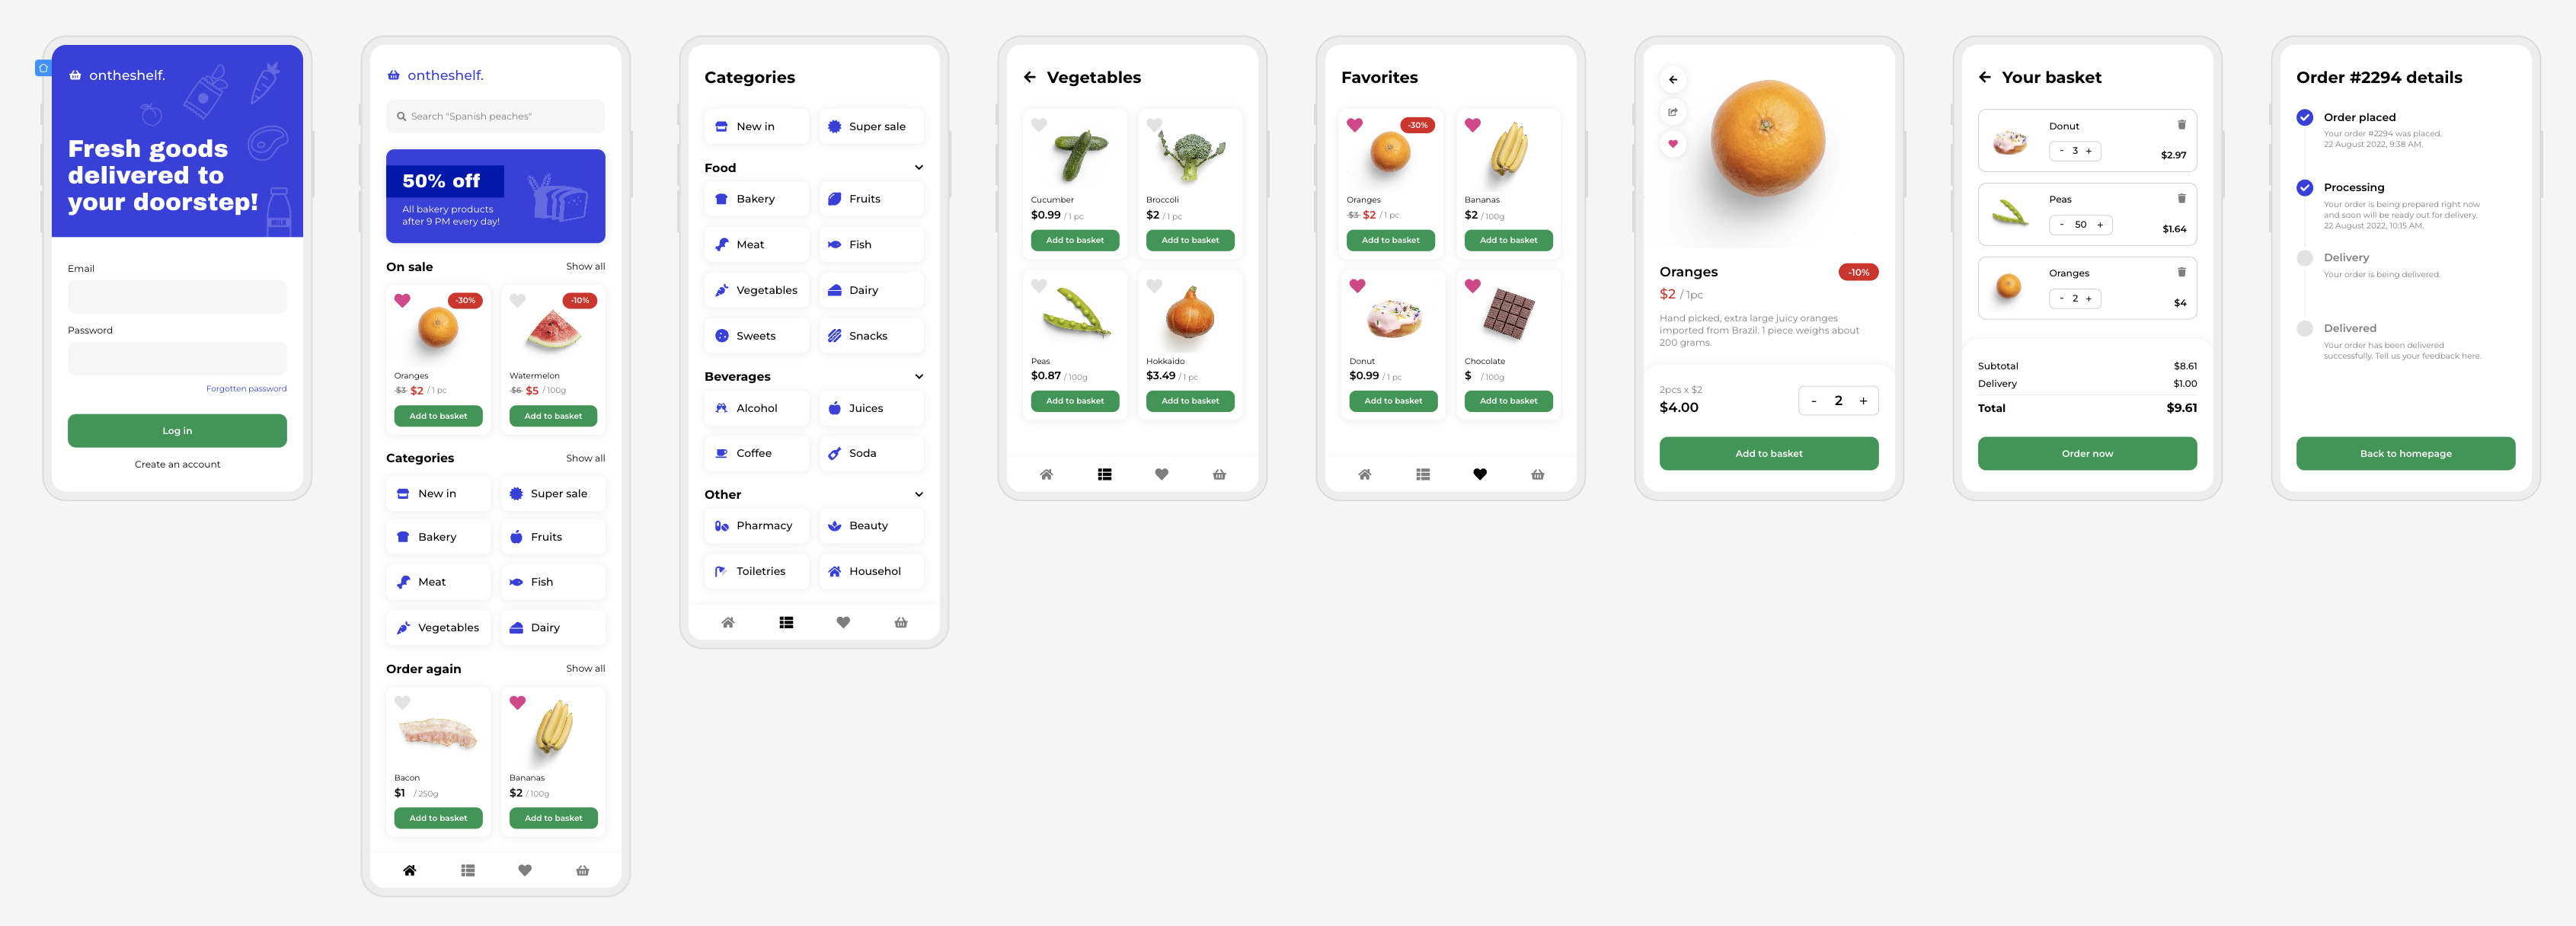 ontheshelf.
Fresh goods
delivered to
your doorstep!
MILK
Email
Password
Forgotten password
Log in
Create an account
ontheshelf.
Search "Spanish peaches"
50% off
All bakery products
after 9 PM every day!
On sale
Show all
-30%
-10%
Oranges
Watermelon
$3 $2 / 1 pc
$6 $5 / 100g
Add to basket
Add to basket
Categories
Show all
New in
Super sale
Bakery
Fruits
Meat
Fish
Vegetables
Dairy
Order again
Show all
Bacon
Bananas
$1 / 250g
$2 / 100g
Add to basket
Add to basket
Categories
New in
Super sale
Food
Bakery
Fruits
Meat
Fish
Vegetables
Dairy
Sweets
Snacks
Beverages
Alcohol
Juices
Coffee
Soda
Other
Pharmacy
Beauty
Toiletries
Househol
Vegetables
Cucumber
Broccoli
$0.99 / 1 pc
$2 / 1 pc
Add to basket
Add to basket
Peas
Hokkaido
$0.87 / 100g
$3.49 / 1 pc
Add to basket
Add to basket
Favorites
-30%
Oranges
Bananas
$3 $2 / 1 pc
$2 / 100g
Add to basket
Add to basket
Donut
Chocolate
$0.99 / 1 pc
$ / 100g
Add to basket
Add to basket
Oranges
-10%
$2 / 1pc
Hand picked, extra large juicy oranges
imported from Brazil. 1 piece weighs about
200 grams.
2pcs x $2
$4.00
- 2 +
Add to basket
Your basket
Donut
- 3 +
$2.97
Peas
- 50 +
$1.64
Oranges
- 2 +
$4
Subtotal
$8.61
Delivery
$1.00
Total
$9.61
Order now
Order #2294 details
Order placed
Your order #2294 was placed.
22 August 2022, 9:38 AM.
Processing
Your order is being prepared right now
and soon will be ready out for delivery.
22 August 2022, 10:15 AM.
Delivery
Your order is being delivered.
Delivered
Your order has been delivered
successfully. Tell us your feedback here.
Back to homepage